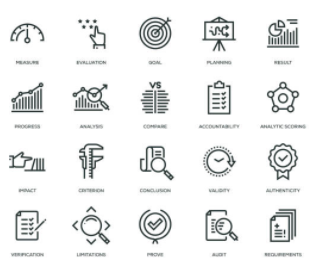 MEASURE
EVALUATION
GOAL
PLANNING
RESULT
PROGRESS
ANALYSIS
VS
COMPARE
ACCOUNTABILITY
ANALYTIC SCORING
IMPACT
CRITERION
CONCLUSION
VALIDITY
AUTHENTICITY
VERIFICATION
LIMITATIONS
PROVE
AUDIT
REQUIREMENTS